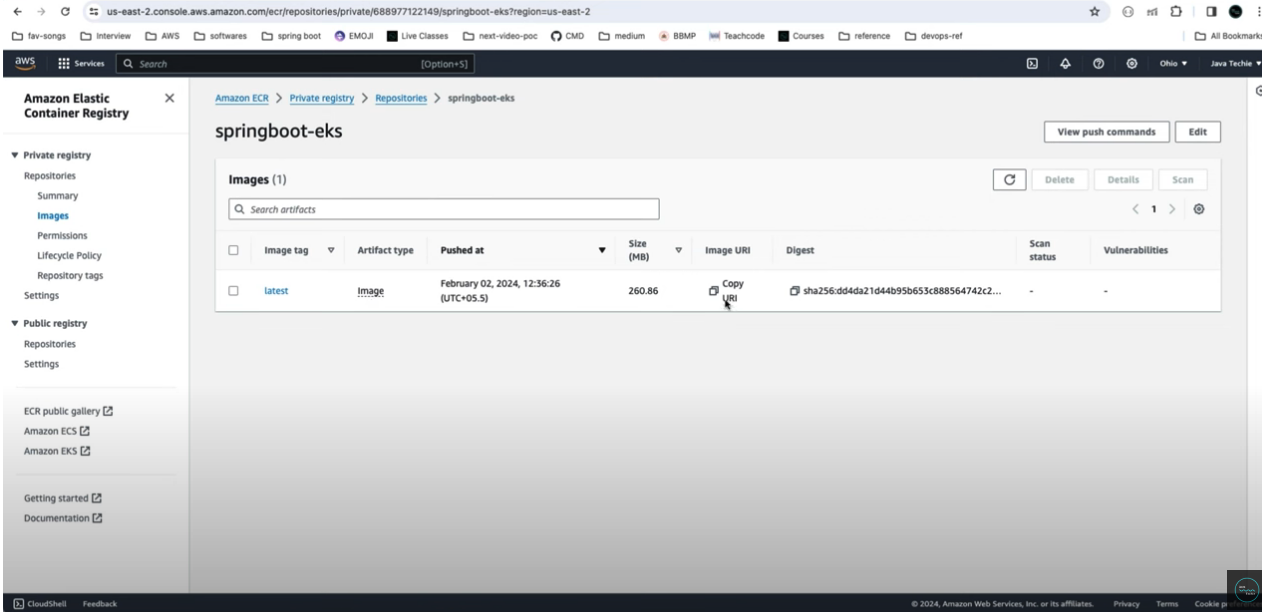 us-east-2.console.aws.amazon.com/ecr/repositories/private/688977122149/springboot-eks?region=us-east-2
fav-songs Interview AWS softwares spring boot EMOJI Live Classes next-video-poc CMD medium BBMP Teachcode Courses reference devops-ref All Bookmarks
aws Services Search [Option+S] Ohio Java Techie
Amazon Elastic
Container Registry
Private registry
Repositories
Summary
Images
Permissions
Lifecycle Policy
Repository tags
Settings
Public registry
Repositories
Settings
ECR public gallery
Amazon ECS
Amazon EKS
Getting started
Documentation
Amazon ECR > Private registry > Repositories > springboot-eks
springboot-eks
View push commands Edit
Images (1)
Delete Details Scan
Search artifacts
1
Image tag Artifact type Pushed at Size (MB) Image URI Digest Scan status Vulnerabilities
latest Image February 02, 2024, 12:36:26 (UTC+05.5) 260.86 Copy URI sha256:dd4da21d44b95b653c888564742c2... - -
CloudShell Feedback © 2024, Amazon Web Services, Inc. or its affiliates. Privacy Terms Cookie